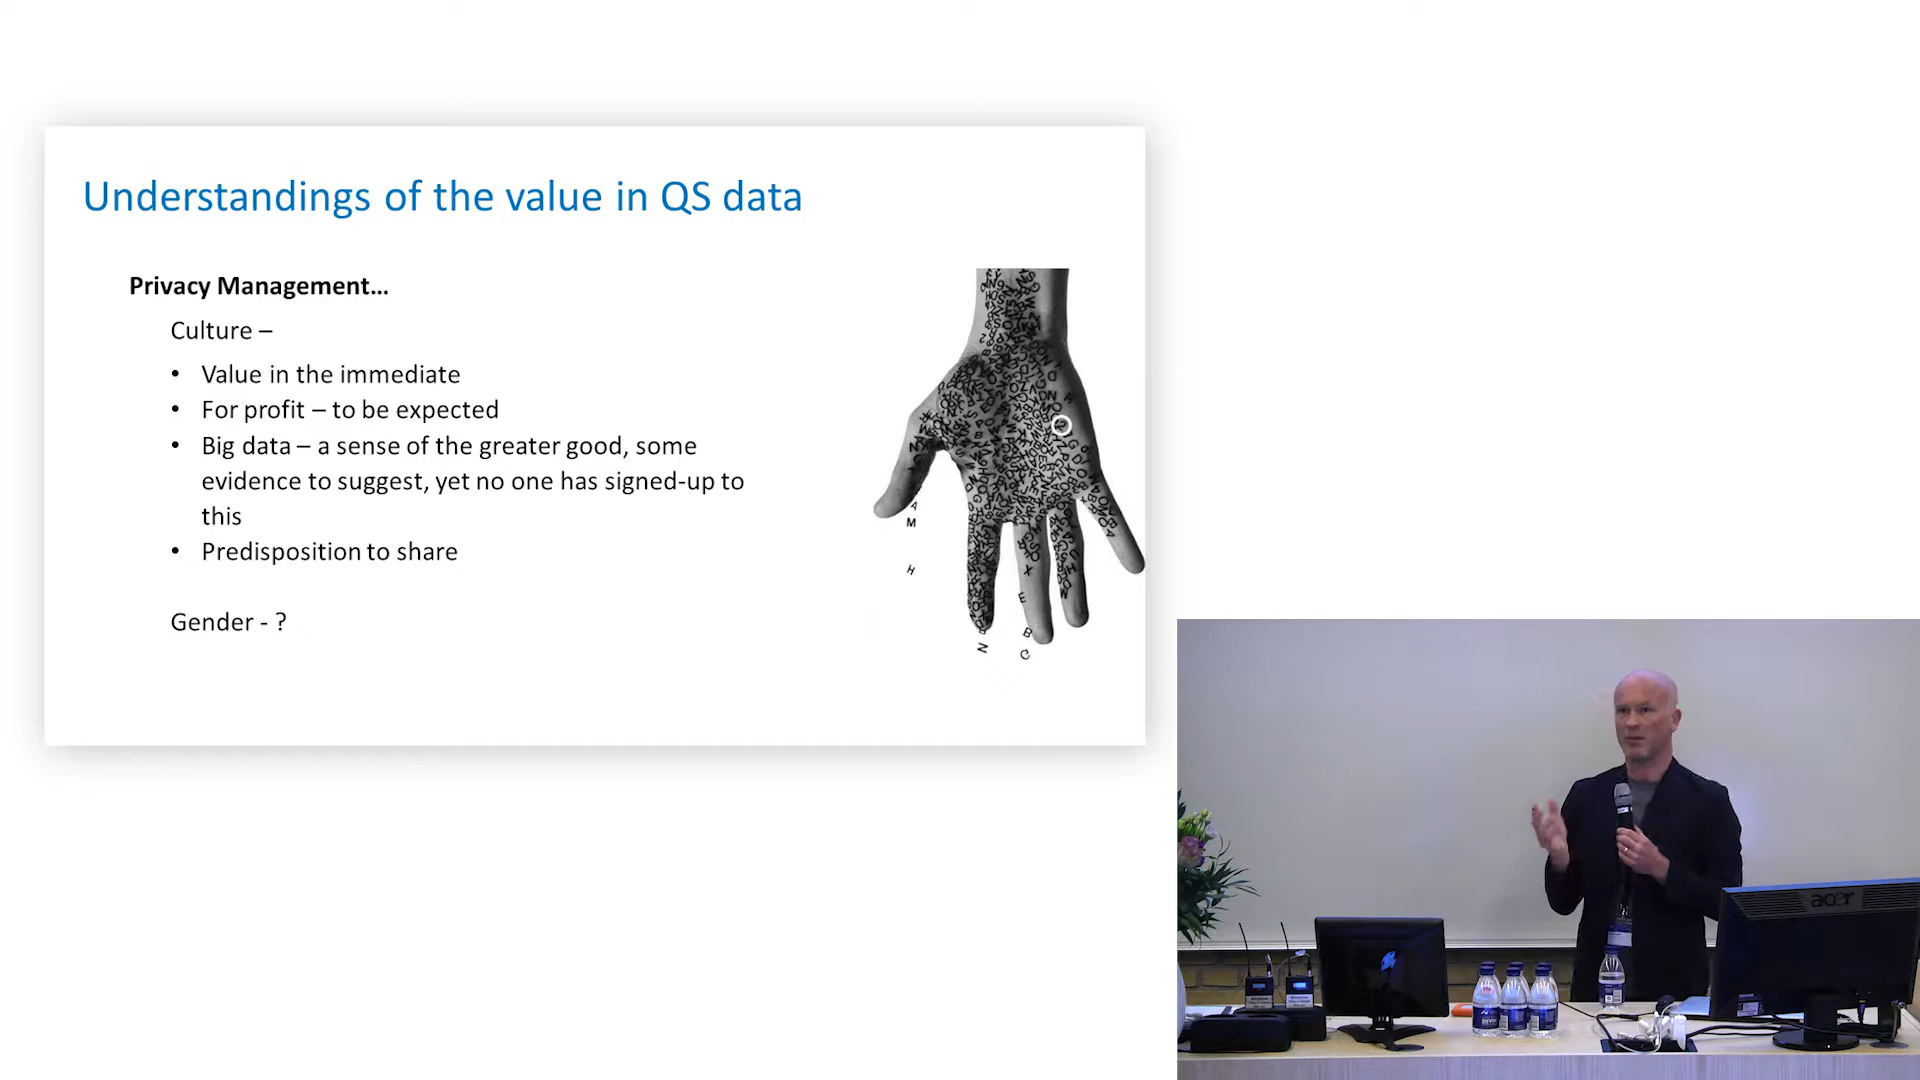 Understandings of the value in QS data
Privacy Management...
Culture –
• Value in the immediate
• For profit – to be expected
• Big data – a sense of the greater good, some
evidence to suggest, yet no one has signed-up to
this
• Predisposition to share
Gender - ?
A
M
H
X
E
B
N
C
acer